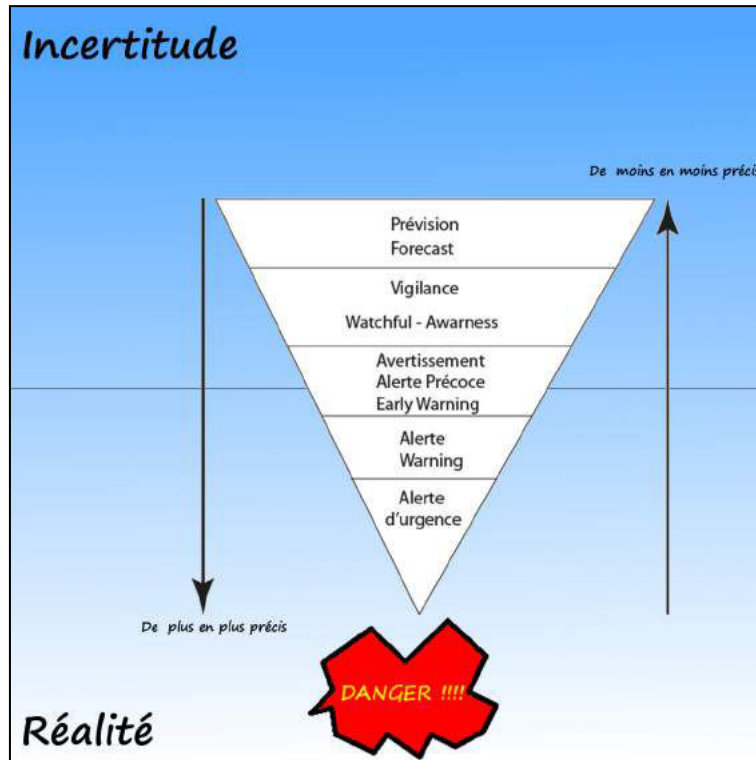 Incertitude
De moins en moins précis
Prévision
Forecast
Vigilance
Watchful - Awarness
Avertissement
Alerte Précoce
Early Warning
Alerte
Warning
Alerte
d'urgence
De plus en plus précis
DANGER !!!!
Réalité